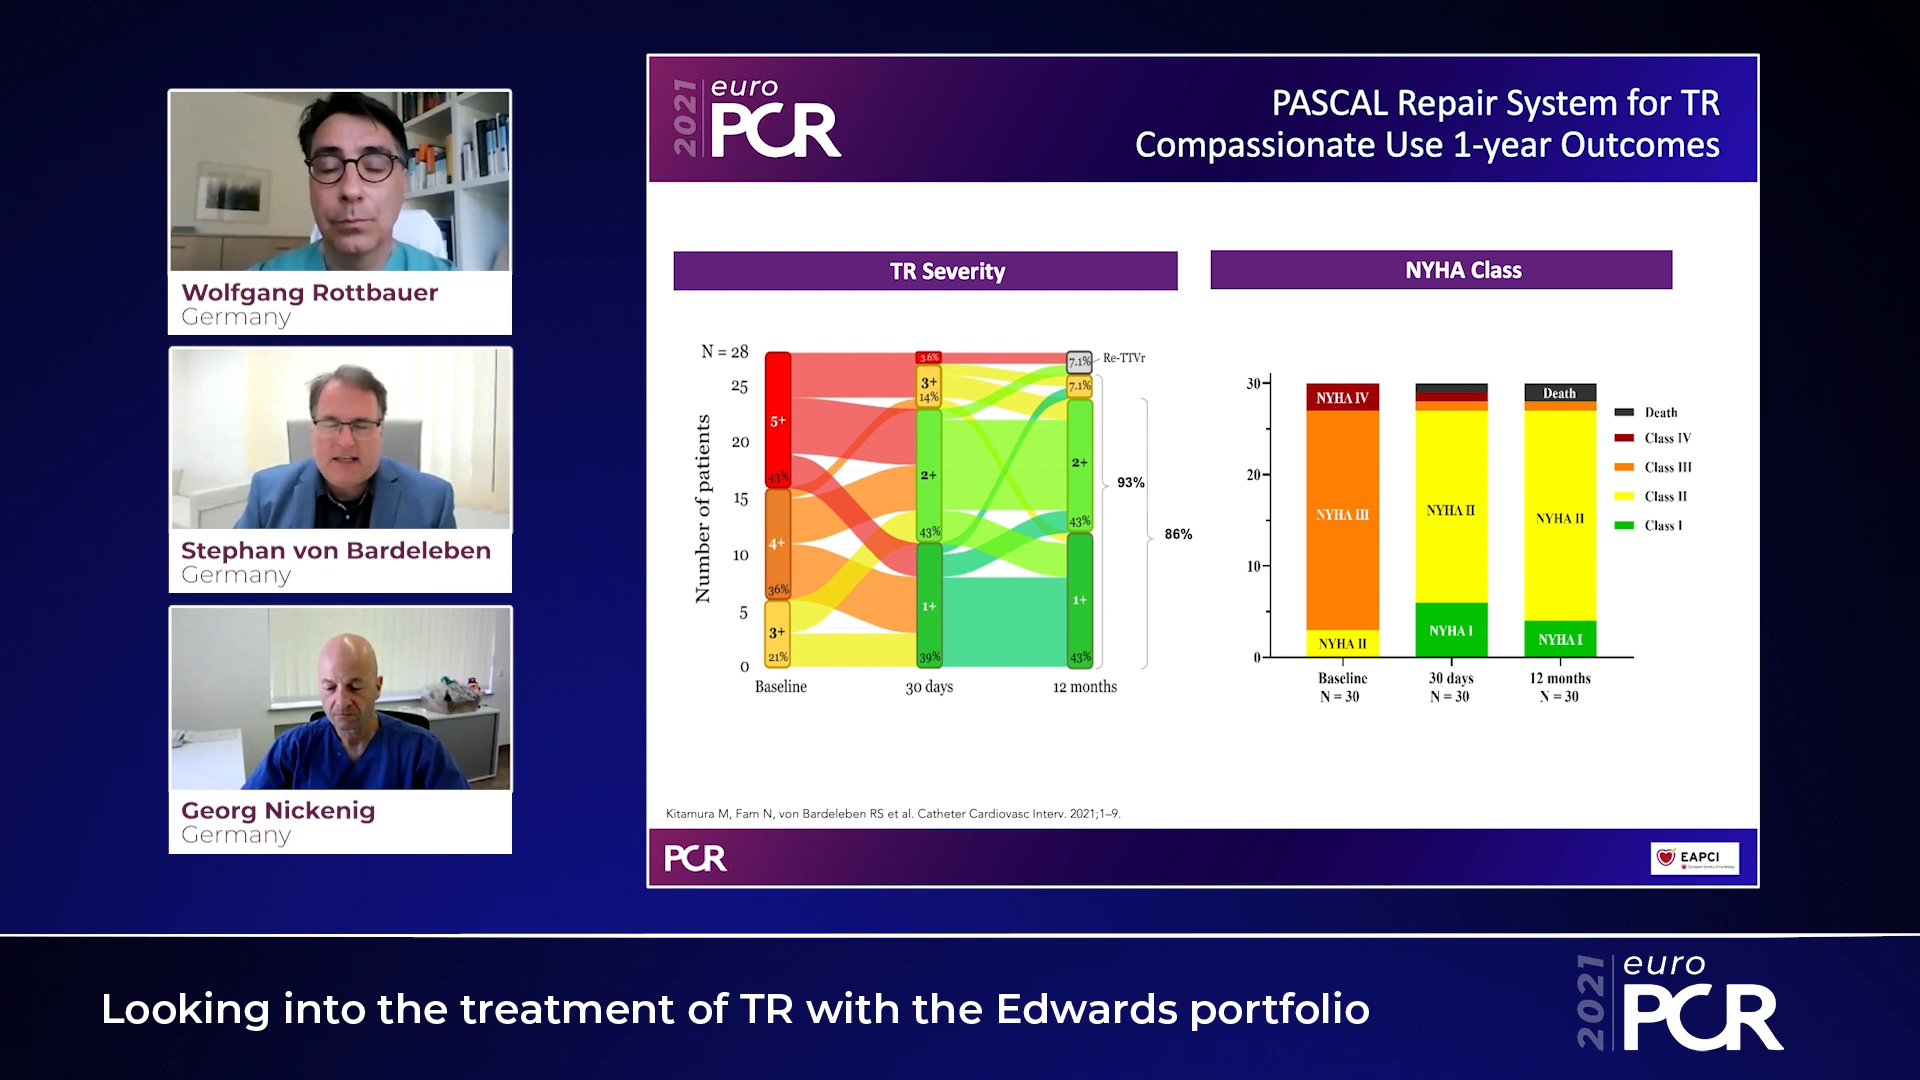 Wolfgang Rottbauer
Germany
Stephan von Bardeleben
Germany
Georg Nickenig
Germany
2021
euro
PCR
PASCAL Repair System for TR
Compassionate Use 1-year Outcomes
TR Severity
Number of patients
N = 28
25
20
15
10
5
0
5+
43%
4+
36%
3+
21%
3.6%
3+
14%
2+
43%
1+
39%
7.1%
Re-TTVr
7.1%
2+
43%
1+
43%
93%
86%
Baseline
30 days
12 months
NYHA Class
30
20
10
0
NYHA IV
NYHA III
NYHA II
NYHA II
NYHA I
Death
NYHA II
NYHA I
Death
Class IV
Class III
Class II
Class I
Baseline
N = 30
30 days
N = 30
12 months
N = 30
Kitamura M, Fam N, von Bardeleben RS et al. Catheter Cardiovasc Interv. 2021;1–9.
PCR
EAPCI
Looking into the treatment of TR with the Edwards portfolio
2021
euro
PCR